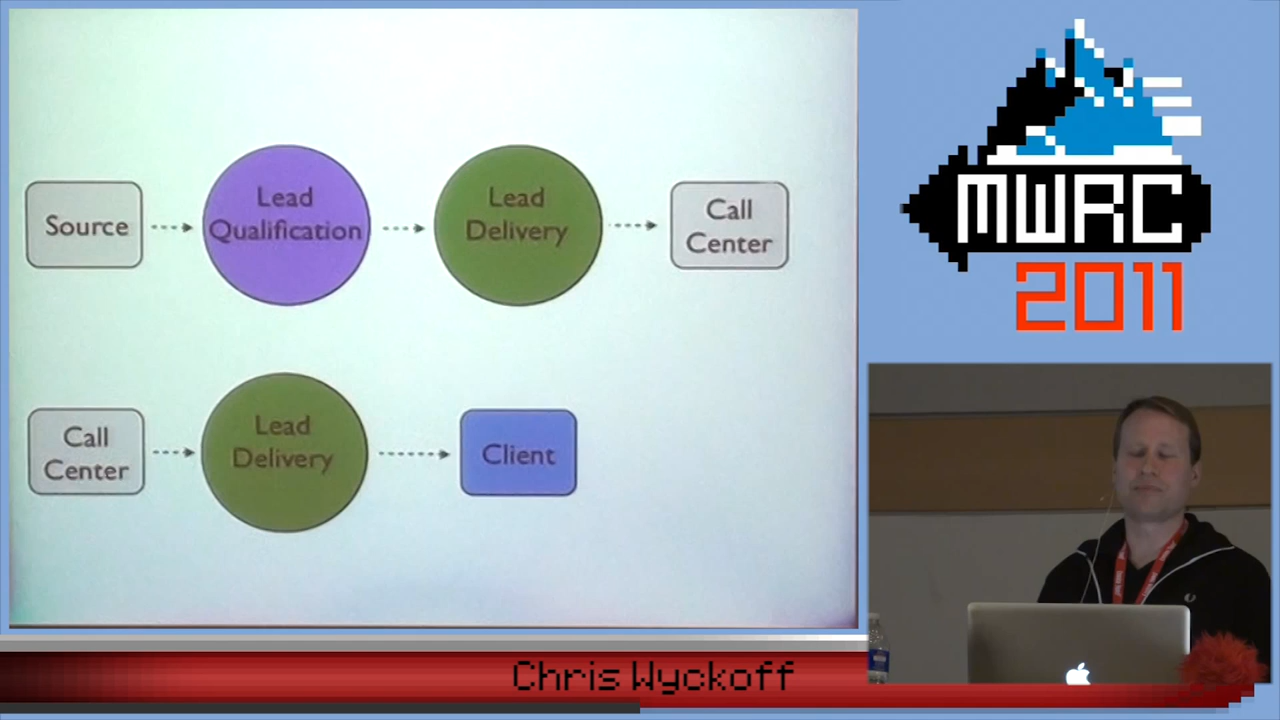 Source
Lead
Qualification
Lead
Delivery
Call
Center
Call
Center
Lead
Delivery
Client
MWRC
2011
Chris Wyckoff